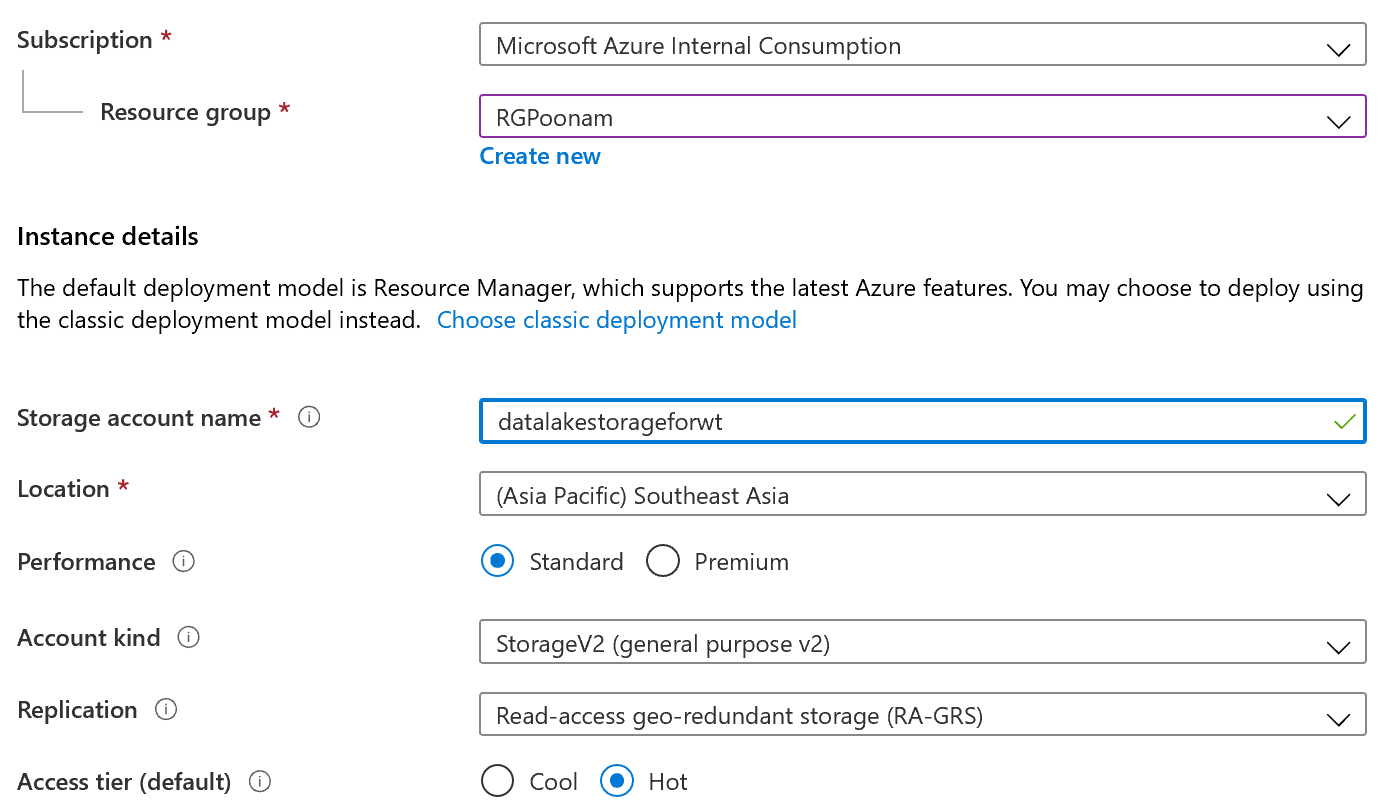 Subscription *
Microsoft Azure Internal Consumption
Resource group *
RGPoonam
Create new
Instance details
The default deployment model is Resource Manager, which supports the latest Azure features. You may choose to deploy using
the classic deployment model instead. Choose classic deployment model
Storage account name *
datalakestorageforwt
Location *
(Asia Pacific) Southeast Asia
Performance
Standard Premium
Account kind
StorageV2 (general purpose v2)
Replication
Read-access geo-redundant storage (RA-GRS)
Access tier (default)
Cool Hot